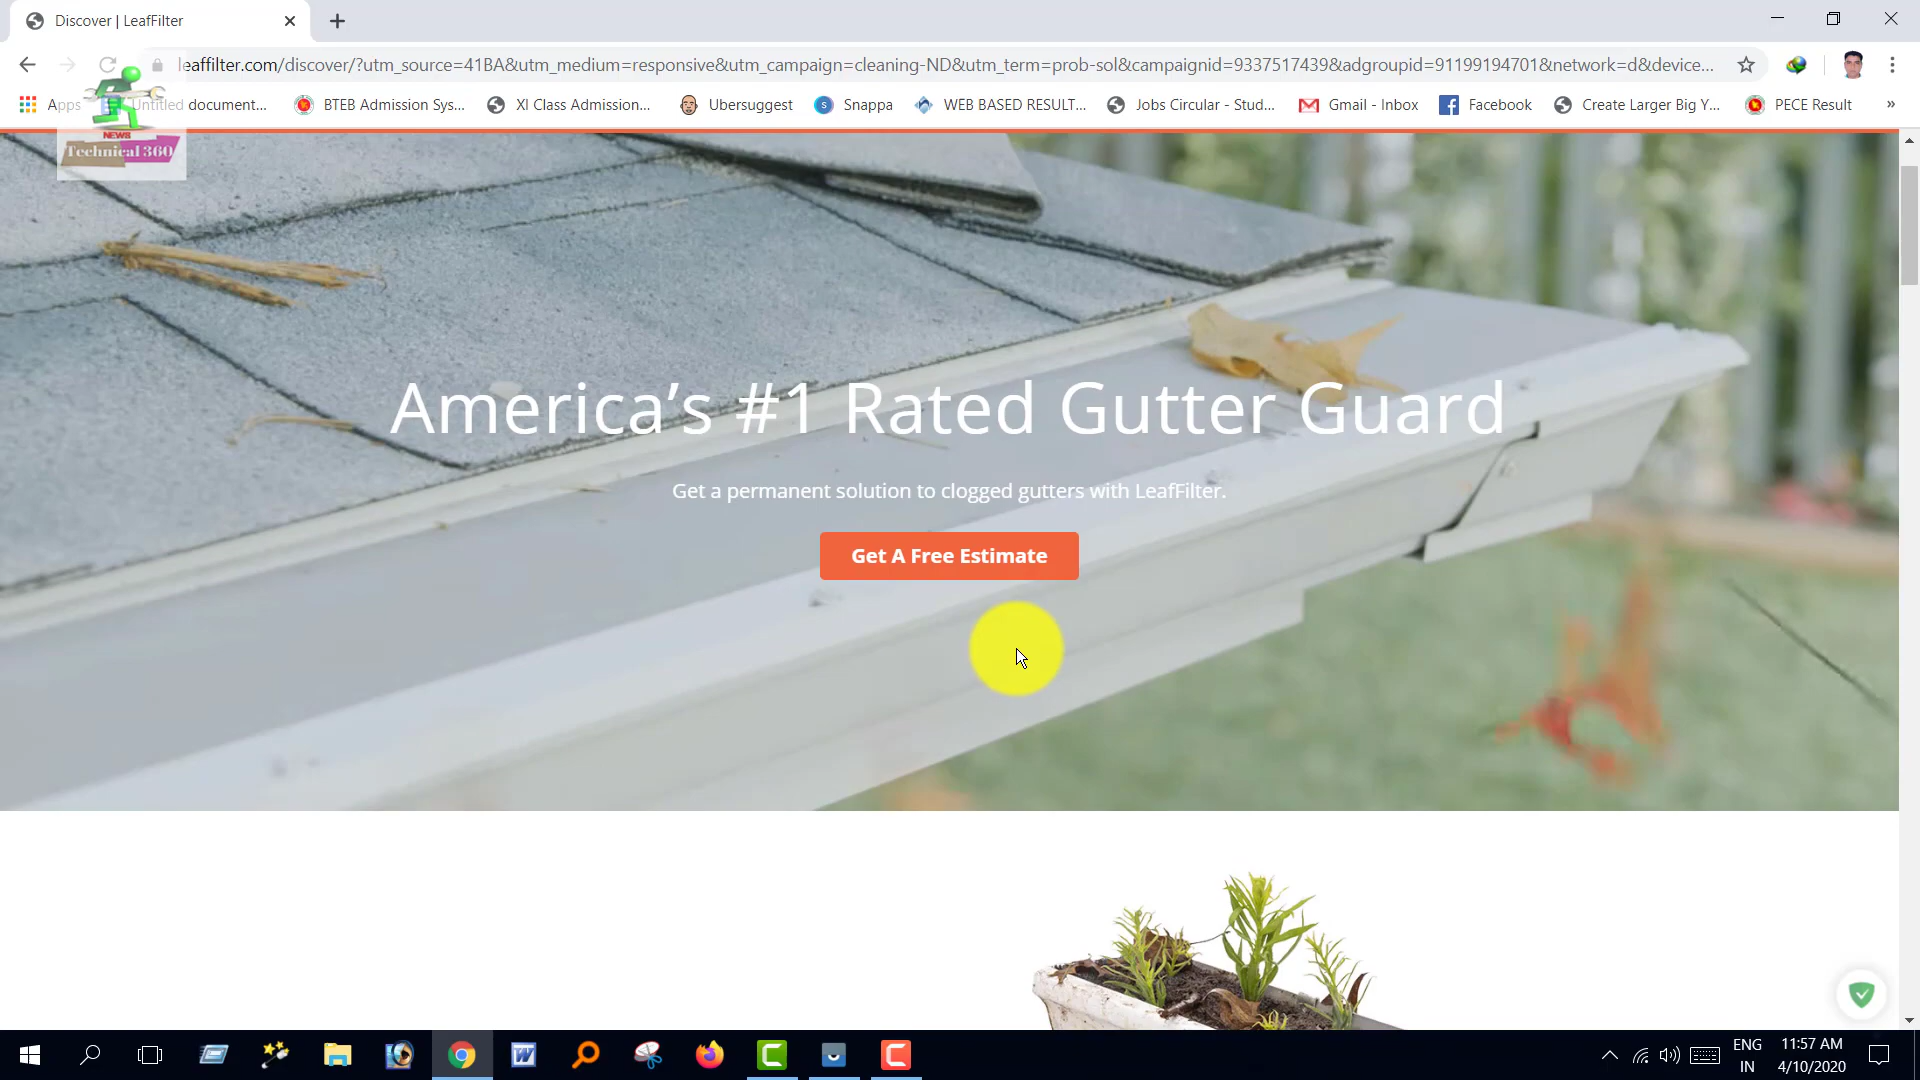 Discover | LeafFilter
leaffilter.com/discover/?utm_source=41BA&utm_medium=responsive&utm_campaign=cleaning-ND&utm_term=prob-sol&campaignid=9337517439&adgroupid=91199194701&network=d&device...
Apps Untitled document... BTEB Admission Sys... XI Class Admission... Ubersuggest Snappa WEB BASED RESULT... Jobs Circular - Stud... Gmail - Inbox Facebook Create Larger Big Y... PECE Result »
NEWS
Technical 360
America's #1 Rated Gutter Guard
Get a permanent solution to clogged gutters with LeafFilter.
Get A Free Estimate
ENG 11:57 AM
IN 4/10/2020